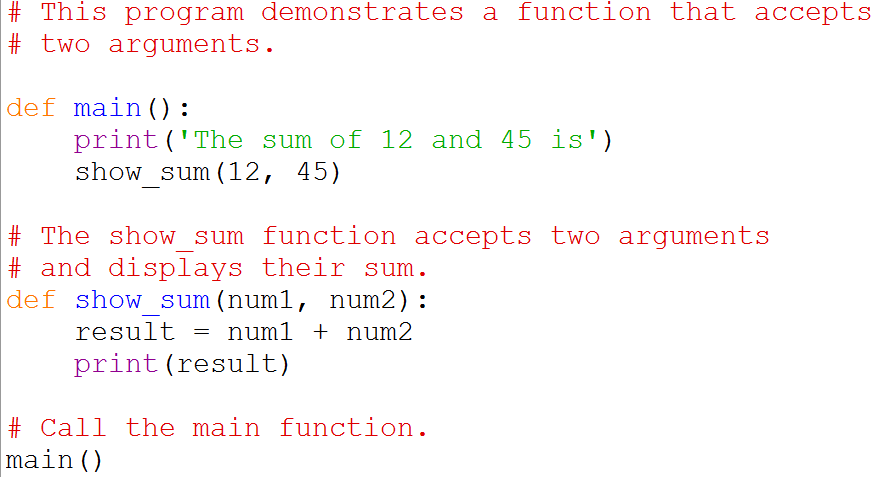 # This program demonstrates a function that accepts
# two arguments.
def main():
    print('The sum of 12 and 45 is')
    show_sum(12, 45)
# The show_sum function accepts two arguments
# and displays their sum.
def show_sum(num1, num2):
    result = num1 + num2
    print(result)
# Call the main function.
main()